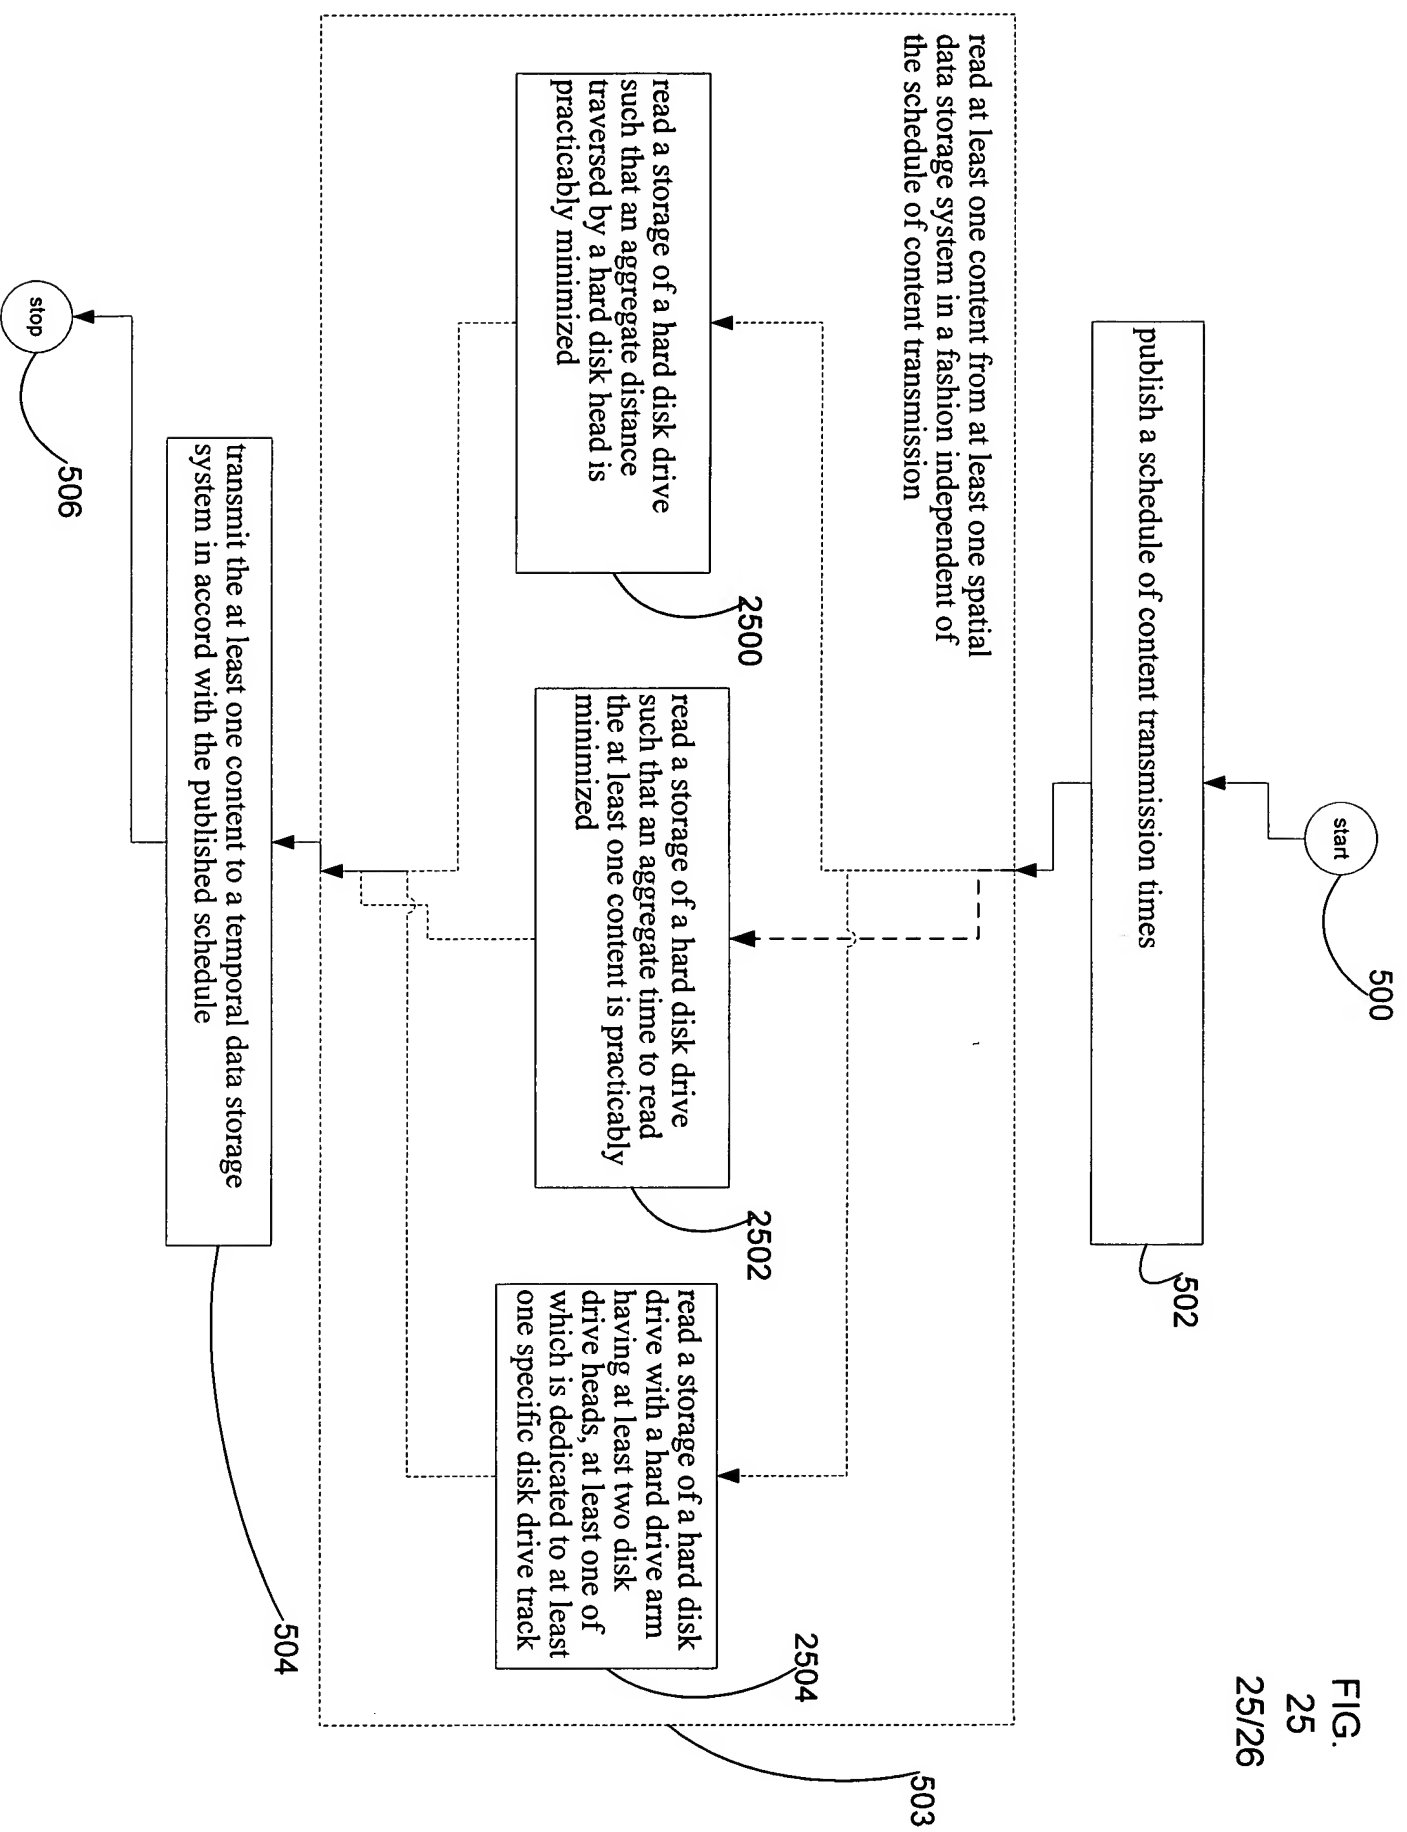 FIG.
25
25/26
start
500
publish a schedule of content transmission times
502
read at least one content from at least one spatial
data storage system in a fashion independent of
the schedule of content transmission
503
read a storage of a hard disk drive
such that an aggregate distance
traversed by a hard disk head is
practicably minimized
2500
read a storage of a hard disk drive
such that an aggregate time to read
the at least one content is practicably
minimized
2502
read a storage of a hard disk
drive with a hard drive arm
having at least two disk
drive heads, at least one of
which is dedicated to at least
one specific disk drive track
2504
transmit the at least one content to a temporal data storage
system in accord with the published schedule
504
stop
506